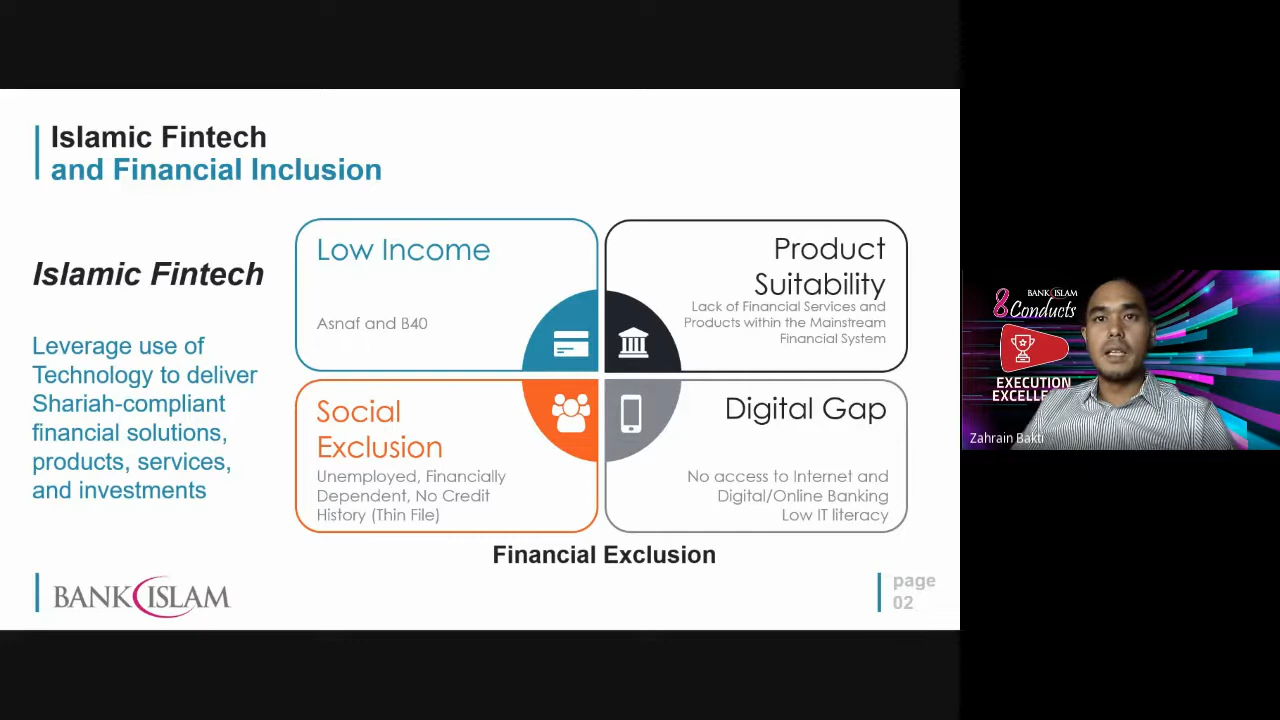 Islamic Fintech
and Financial Inclusion
Islamic Fintech
Leverage use of
Technology to deliver
Shariah-compliant
financial solutions,
products, services,
and investments
Low Income
Asnaf and B40
Product
Suitability
Lack of Financial Services and
Products within the Mainstream
Financial System
Social
Exclusion
Unemployed, Financially
Dependent, No Credit
History (Thin File)
Digital Gap
No access to Internet and
Digital/Online Banking
Low IT literacy
Financial Exclusion
BANK ISLAM
page
02
BANK ISLAM
8 Conducts
EXECUTION
EXCELLE
Zahrain Bakti